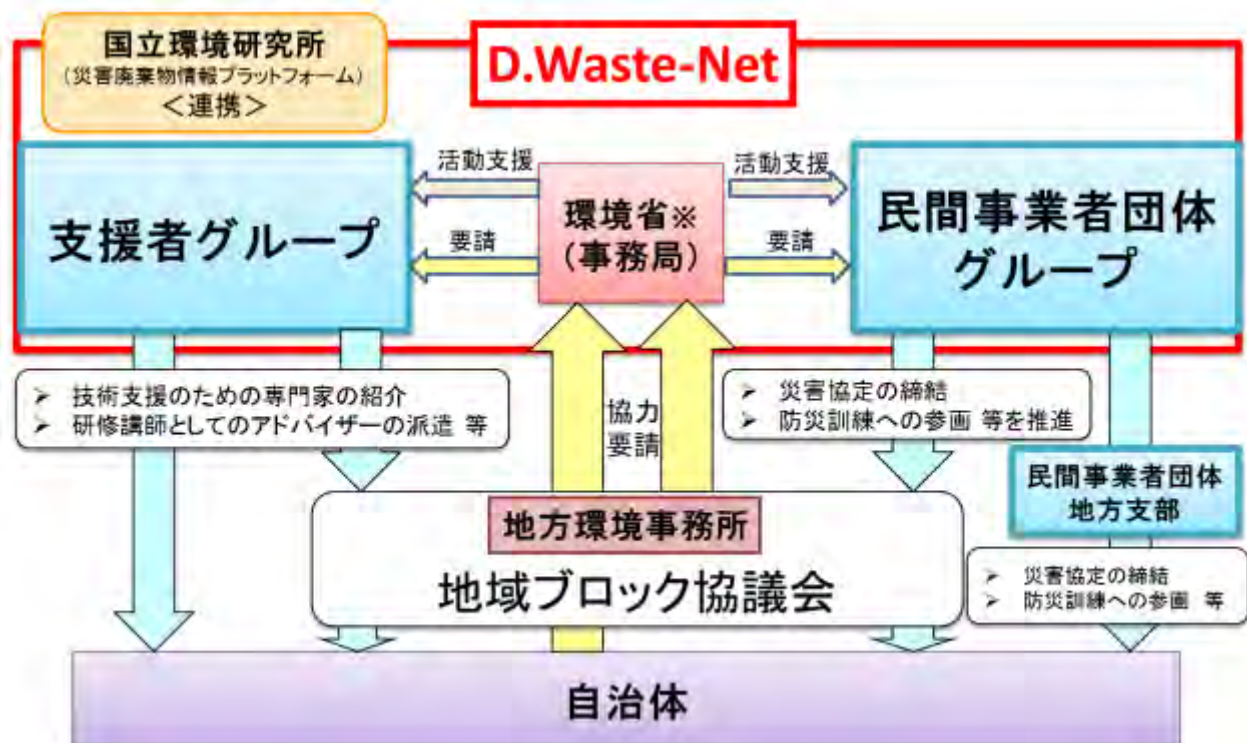 国立環境研究所
(災害廃棄物情報プラットフォーム)
＜連携＞
D.Waste-Net
支援者グループ
活動支援
要請
環境省※
(事務局)
活動支援
要請
民間事業者団体
グループ
➢ 技術支援のための専門家の紹介
➢ 研修講師としてのアドバイザーの派遣 等
協力
要請
➢ 災害協定の締結
➢ 防災訓練への参画 等を推進
民間事業者団体
地方支部
地方環境事務所
地域ブロック協議会
➢ 災害協定の締結
➢ 防災訓練への参画 等
自治体